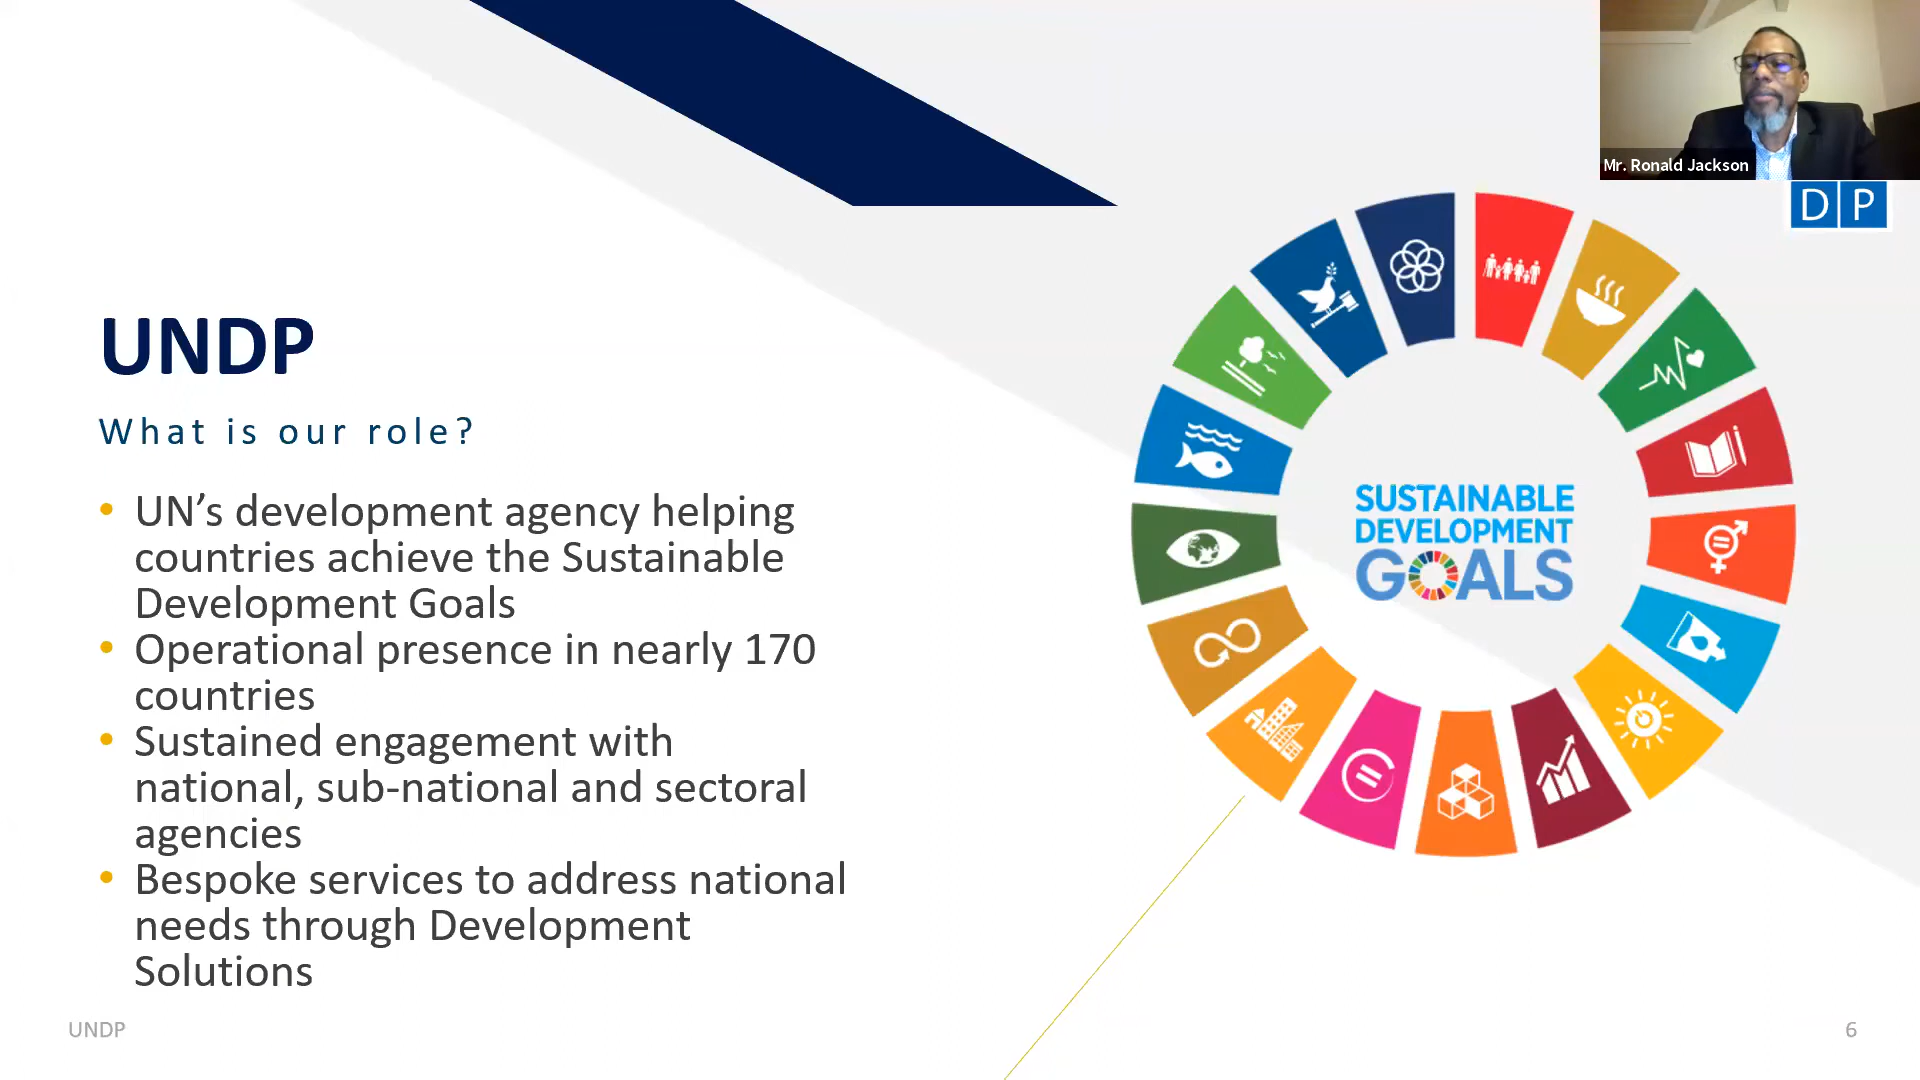 Mr. Ronald Jackson
D P
UNDP
What is our role?
• UN’s development agency helping
countries achieve the Sustainable
Development Goals
• Operational presence in nearly 170
countries
• Sustained engagement with
national, sub-national and sectoral
agencies
• Bespoke services to address national
needs through Development
Solutions
SUSTAINABLE
DEVELOPMENT
GOALS
UNDP
6